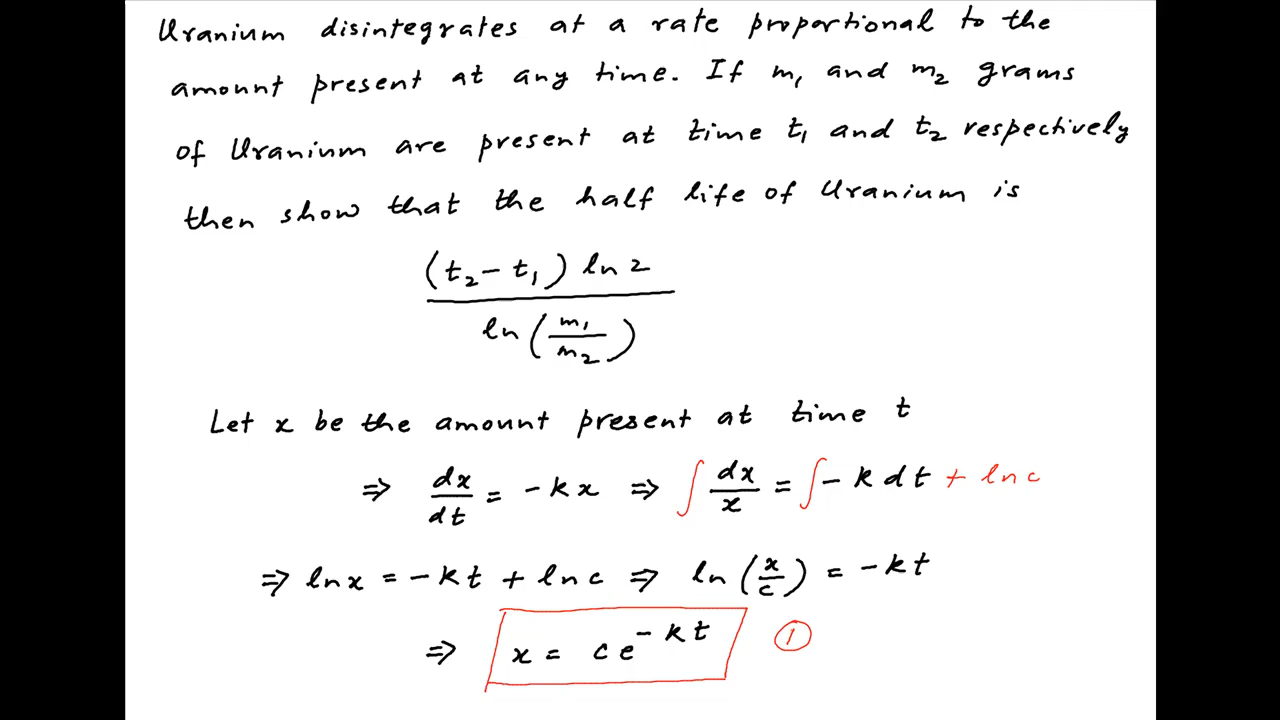 Uranium disintegrates at a rate proportional to the
amount present at any time. If m₁ and m₂ grams
of Uranium are present at time t₁ and t₂ respectively
then show that the half life of Uranium is
(t₂ - t₁) ln 2
ln (m₁/m₂)
Let x be the amount present at time t
⇒ dx/dt = -kx ⇒ ∫ dx/x = ∫ -k dt + ln c
⇒ ln x = -kt + ln c ⇒ ln (x/c) = -kt
⇒ x = c e^{-kt} ①